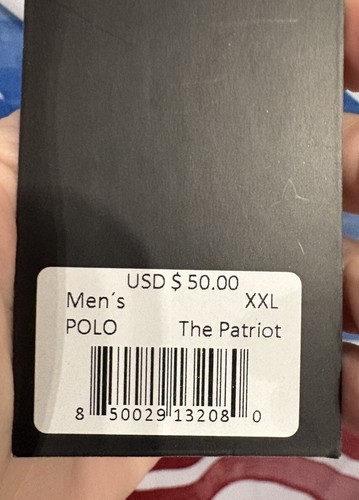 USD $ 50.00
Men´s XXL
POLO The Patriot
8 50029 13208 0